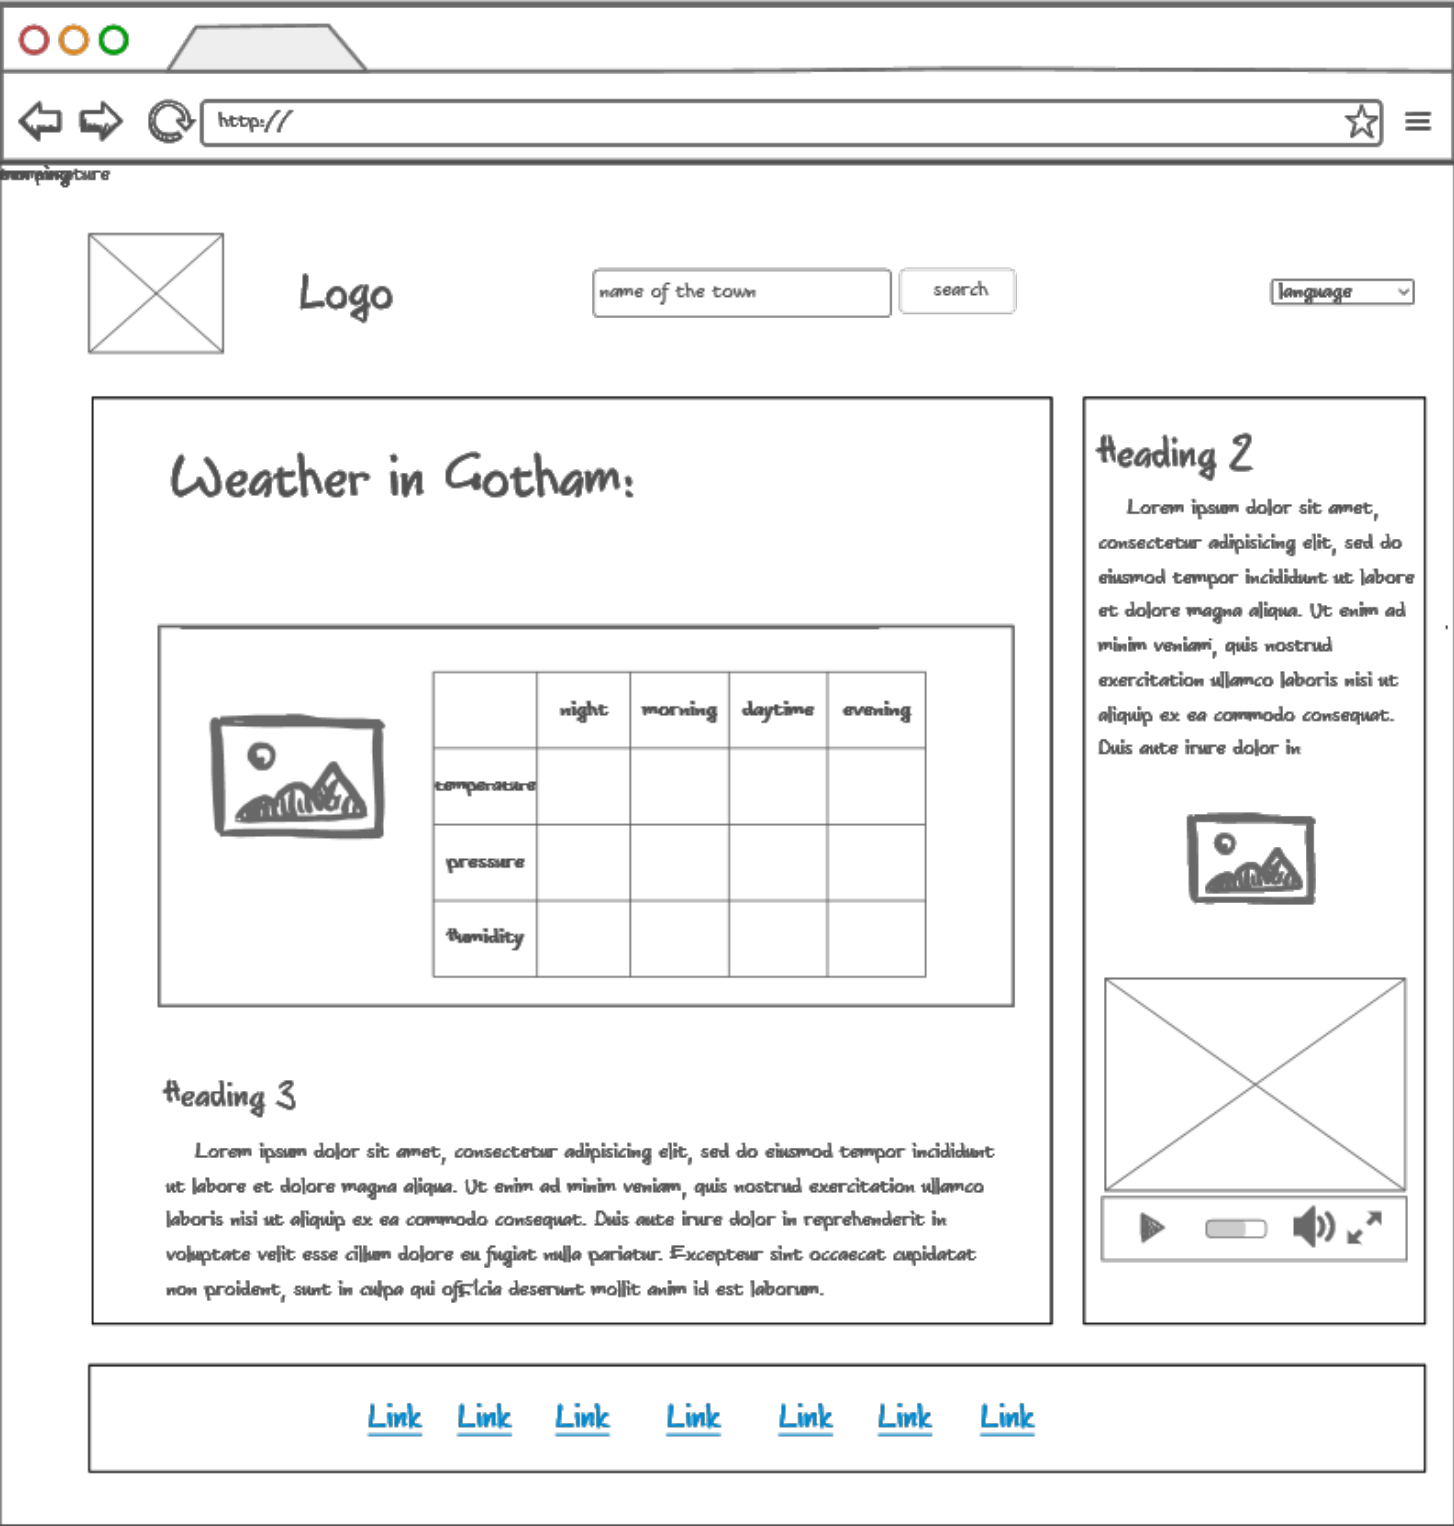 http://
Logo
name of the town
search
language
Weather in Gotham:
night morning daytime evening
temperature
pressure
Humidity
Heading 3
Lorem ipsum dolor sit amet, consectetur adipisicing elit, sed do eiusmod tempor incididunt
ut labore et dolore magna aliqua. Ut enim ad minim veniam, quis nostrud exercitation ullamco
laboris nisi ut aliquip ex ea commodo consequat. Duis aute irure dolor in reprehenderit in
voluptate velit esse cillum dolore eu fugiat nulla pariatur. Excepteur sint occaecat cupidatat
non proident, sunt in culpa qui officia deserunt mollit anim id est laborum.
Heading 2
Lorem ipsum dolor sit amet,
consectetur adipisicing elit, sed do
eiusmod tempor incididunt ut labore
et dolore magna aliqua. Ut enim ad
minim veniam, quis nostrud
exercitation ullamco laboris nisi ut
aliquip ex ea commodo consequat.
Duis aute irure dolor in
Link Link Link Link Link Link Link